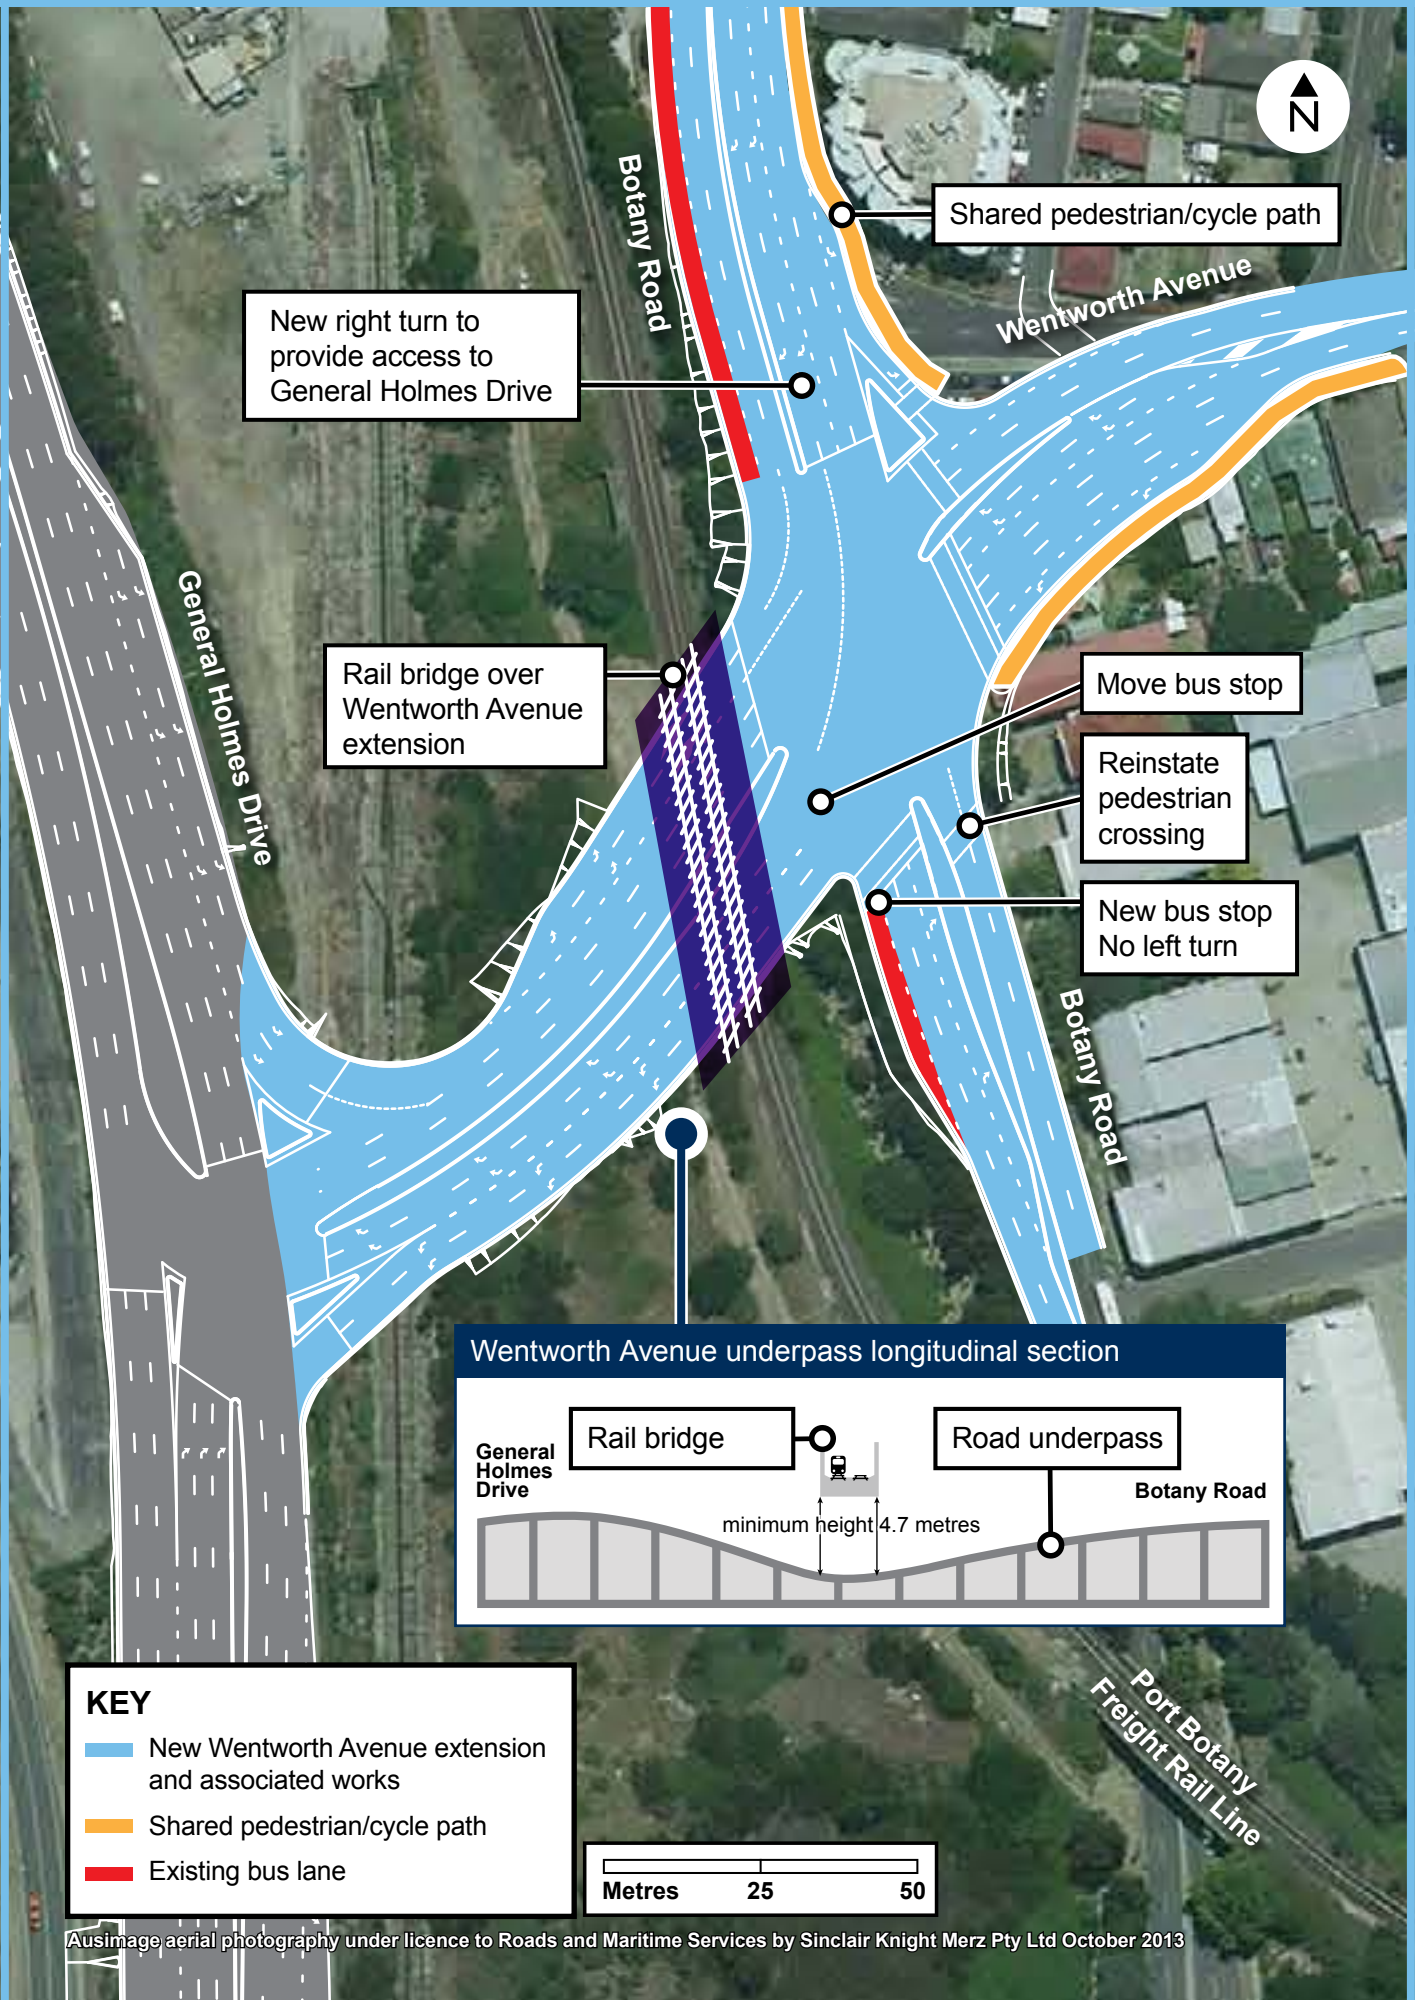 N
Shared pedestrian/cycle path
Botany Road
Wentworth Avenue
New right turn to
provide access to
General Holmes Drive
General Holmes Drive
Rail bridge over
Wentworth Avenue
extension
Move bus stop
Reinstate
pedestrian
crossing
New bus stop
No left turn
Botany Road
Wentworth Avenue underpass longitudinal section
Rail bridge
Road underpass
General
Holmes
Drive
Botany Road
minimum height 4.7 metres
Port Botany
Freight Rail Line
KEY
New Wentworth Avenue extension
and associated works
Shared pedestrian/cycle path
Existing bus lane
Metres 25 50
Ausimage aerial photography under licence to Roads and Maritime Services by Sinclair Knight Merz Pty Ltd October 2013